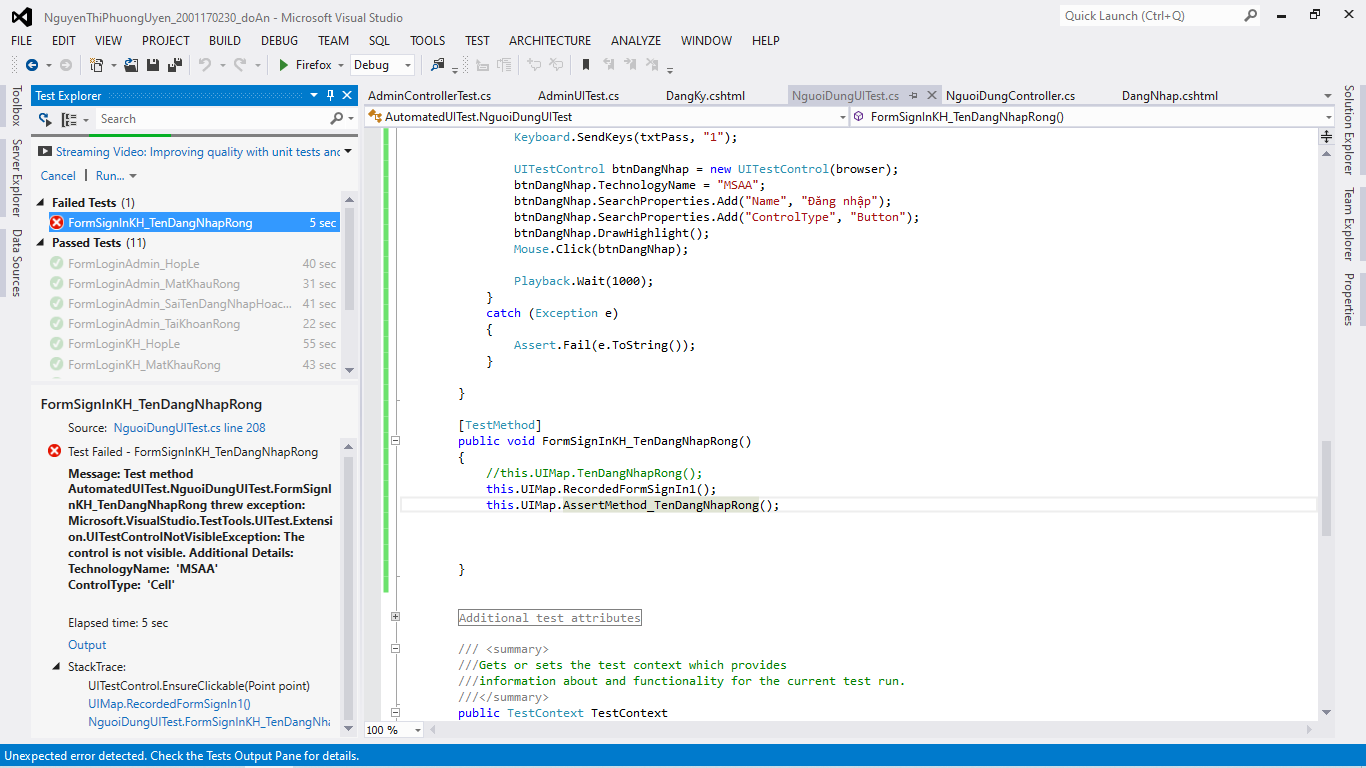 NguyenThiPhuongUyen_2001170230_doAn - Microsoft Visual Studio
Quick Launch (Ctrl+Q)
FILE EDIT VIEW PROJECT BUILD DEBUG TEAM SQL TOOLS TEST ARCHITECTURE ANALYZE WINDOW HELP
Firefox Debug
Toolbox
Server Explorer
Data Sources
Test Explorer
Search
Streaming Video: Improving quality with unit tests and
Cancel | Run...
Failed Tests (1)
FormSignInKH_TenDangNhapRong 5 sec
Passed Tests (11)
FormLoginAdmin_HopLe 40 sec
FormLoginAdmin_MatKhauRong 31 sec
FormLoginAdmin_SaiTenDangNhapHoac... 41 sec
FormLoginAdmin_TaiKhoanRong 22 sec
FormLoginKH_HopLe 55 sec
FormLoginKH_MatKhauRong 43 sec
FormSignInKH_TenDangNhapRong
Source: NguoiDungUITest.cs line 208
Test Failed - FormSignInKH_TenDangNhapRong
Message: Test method
AutomatedUITest.NguoiDungUITest.FormSignI
nKH_TenDangNhapRong threw exception:
Microsoft.VisualStudio.TestTools.UITest.Extensi
on.UITestControlNotVisibleException: The
control is not visible. Additional Details:
TechnologyName: 'MSAA'
ControlType: 'Cell'
Elapsed time: 5 sec
Output
StackTrace:
UITestControl.EnsureClickable(Point point)
UIMap.RecordedFormSignIn1()
NguoiDungUITest.FormSignInKH_TenDangNha
AdminControllerTest.cs AdminUITest.cs DangKy.cshtml NguoiDungUITest.cs NguoiDungController.cs DangNhap.cshtml
AutomatedUITest.NguoiDungUITest FormSignInKH_TenDangNhapRong()
Keyboard.SendKeys(txtPass, "1");
UITestControl btnDangNhap = new UITestControl(browser);
btnDangNhap.TechnologyName = "MSAA";
btnDangNhap.SearchProperties.Add("Name", "Đăng nhập");
btnDangNhap.SearchProperties.Add("ControlType", "Button");
btnDangNhap.DrawHighlight();
Mouse.Click(btnDangNhap);
Playback.Wait(1000);
}
catch (Exception e)
{
Assert.Fail(e.ToString());
}
}
[TestMethod]
public void FormSignInKH_TenDangNhapRong()
{
//this.UIMap.TenDangNhapRong();
this.UIMap.RecordedFormSignIn1();
this.UIMap.AssertMethod_TenDangNhapRong();
}
Additional test attributes
/// <summary>
///Gets or sets the test context which provides
///information about and functionality for the current test run.
///</summary>
public TestContext TestContext
100 %
Solution Explorer
Team Explorer
Properties
Unexpected error detected. Check the Tests Output Pane for details.